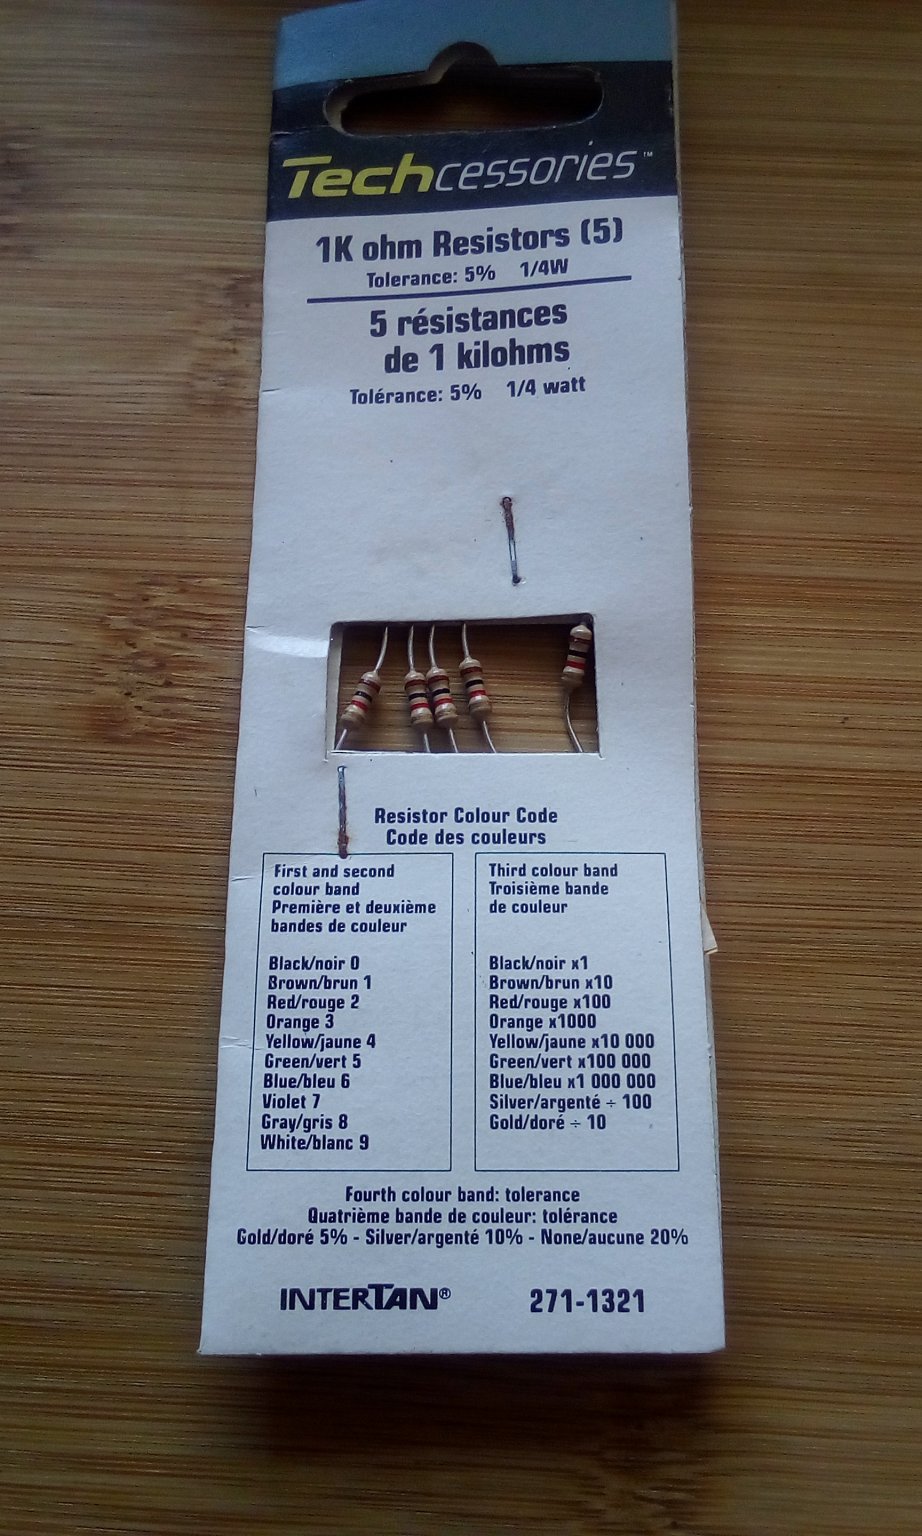 Techcessories™
1K ohm Resistors (5)
Tolerance: 5% 1/4W
5 résistances
de 1 kilohms
Tolérance: 5% 1/4 watt
Resistor Colour Code
Code des couleurs
First and second
colour band
Première et deuxième
bandes de couleur
Black/noir 0
Brown/brun 1
Red/rouge 2
Orange 3
Yellow/jaune 4
Green/vert 5
Blue/bleu 6
Violet 7
Gray/gris 8
White/blanc 9
Third colour band
Troisième bande
de couleur
Black/noir x1
Brown/brun x10
Red/rouge x100
Orange x1000
Yellow/jaune x10 000
Green/vert x100 000
Blue/bleu x1 000 000
Silver/argenté ÷ 100
Gold/doré ÷ 10
Fourth colour band: tolerance
Quatrième bande de couleur: tolérance
Gold/doré 5% - Silver/argenté 10% - None/aucune 20%
INTERTAN®
271-1321